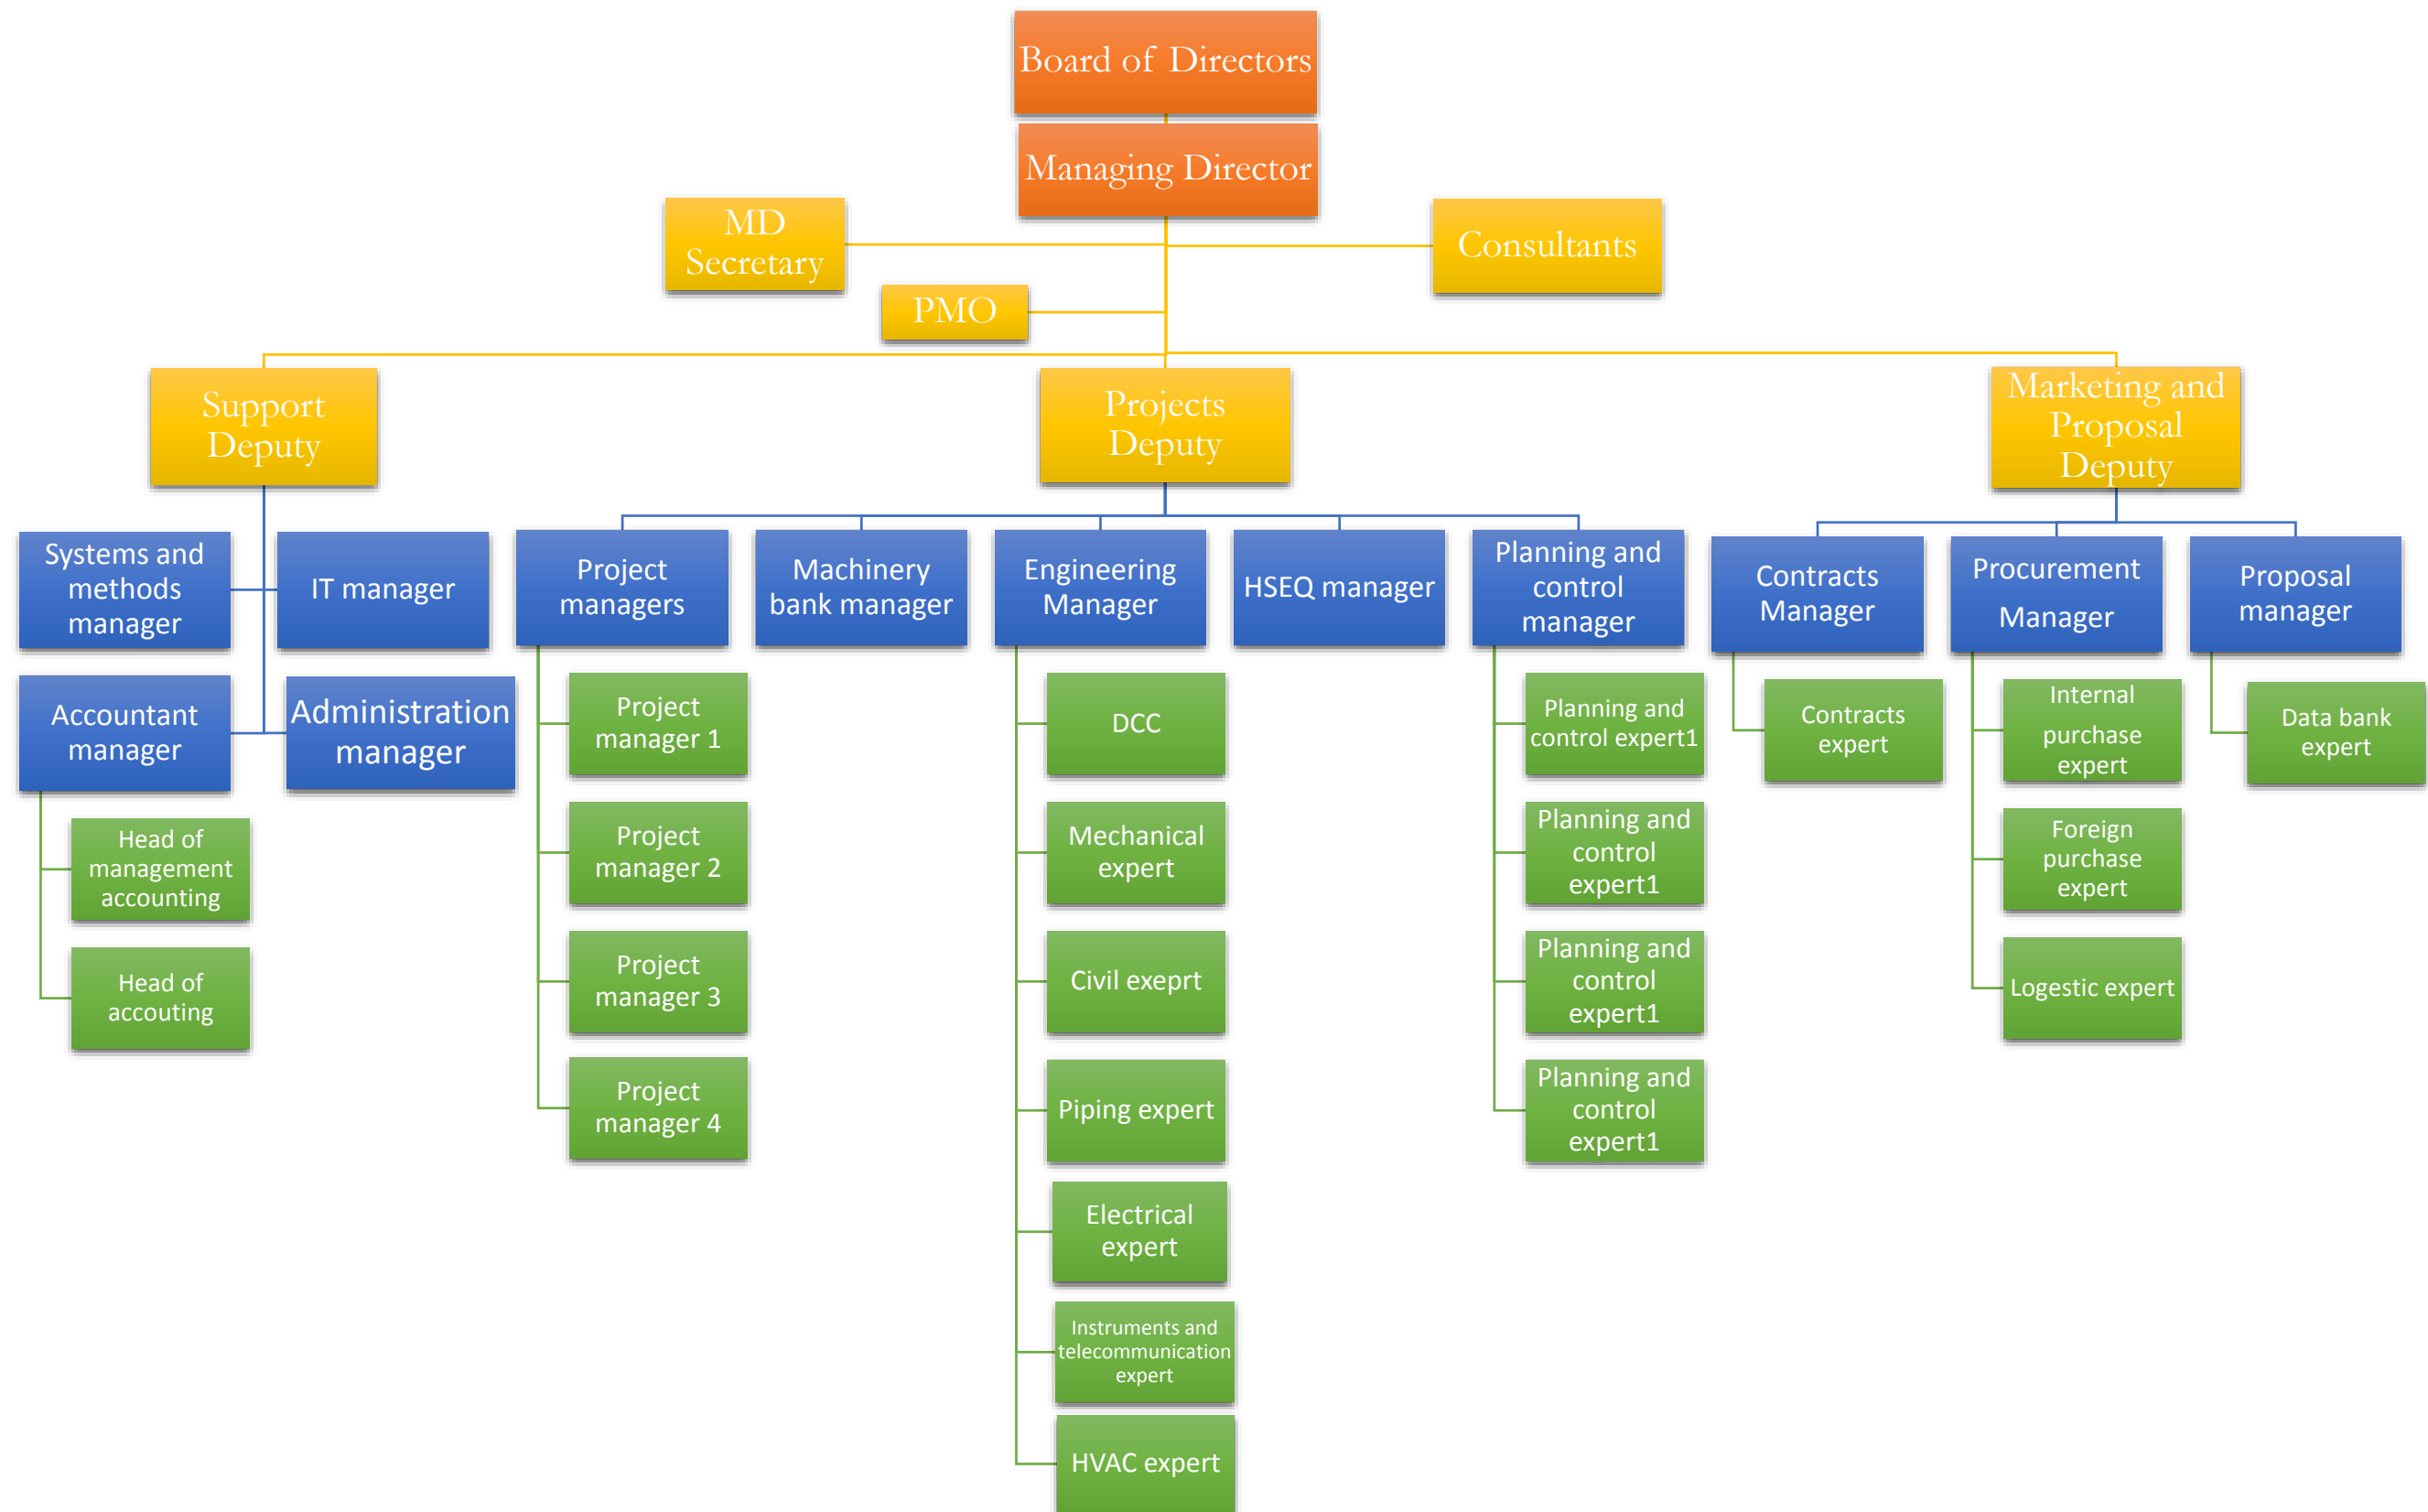 Board of Directors
Managing Director
MD
Secretary
Consultants
PMO
Support
Deputy
Projects
Deputy
Marketing and
Proposal
Deputy
Systems and
methods
manager
IT manager
Accountant
manager
Administration
manager
Head of
management
accounting
Head of
accouting
Project
managers
Machinery
bank manager
Engineering
Manager
HSEQ manager
Planning and
control
manager
Project
manager 1
Project
manager 2
Project
manager 3
Project
manager 4
DCC
Mechanical
expert
Civil exeprt
Piping expert
Electrical
expert
Instruments and
telecommunication
expert
HVAC expert
Planning and
control expert1
Planning and
control
expert1
Planning and
control
expert1
Planning and
control
expert1
Contracts
Manager
Procurement
Manager
Proposal
manager
Contracts
expert
Internal
purchase
expert
Foreign
purchase
expert
Logestic expert
Data bank
expert